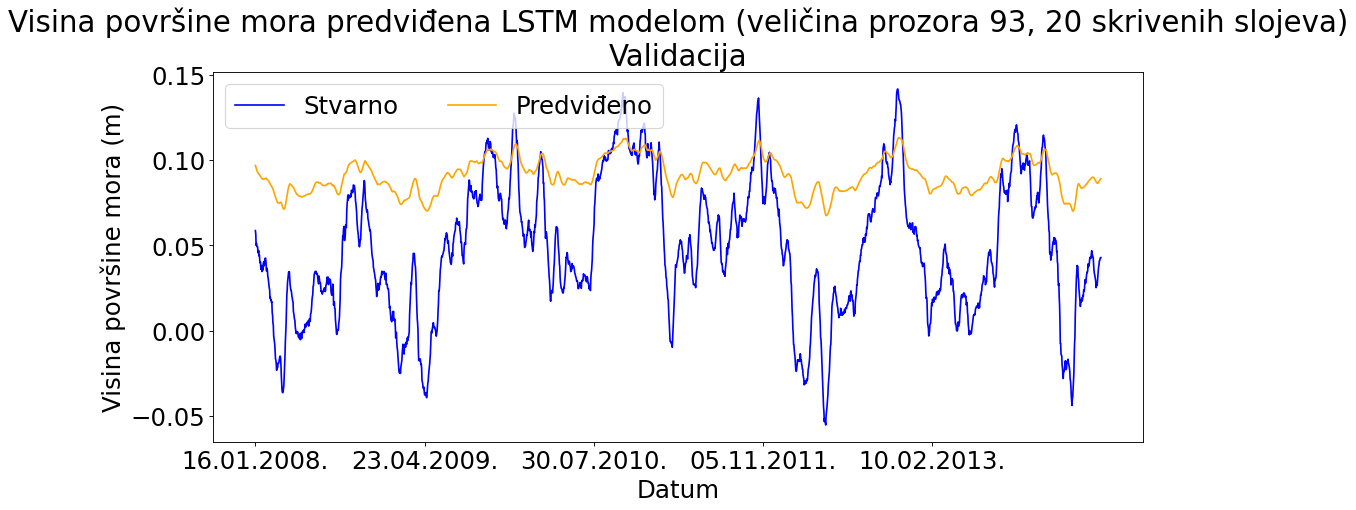 Visina površine mora predviđena LSTM modelom (veličina prozora 93, 20 skrivenih slojeva)
Validacija
Stvarno Predviđeno
Visina površine mora (m)
0.15
0.10
0.05
0.00
−0.05
16.01.2008. 23.04.2009. 30.07.2010. 05.11.2011. 10.02.2013.
Datum